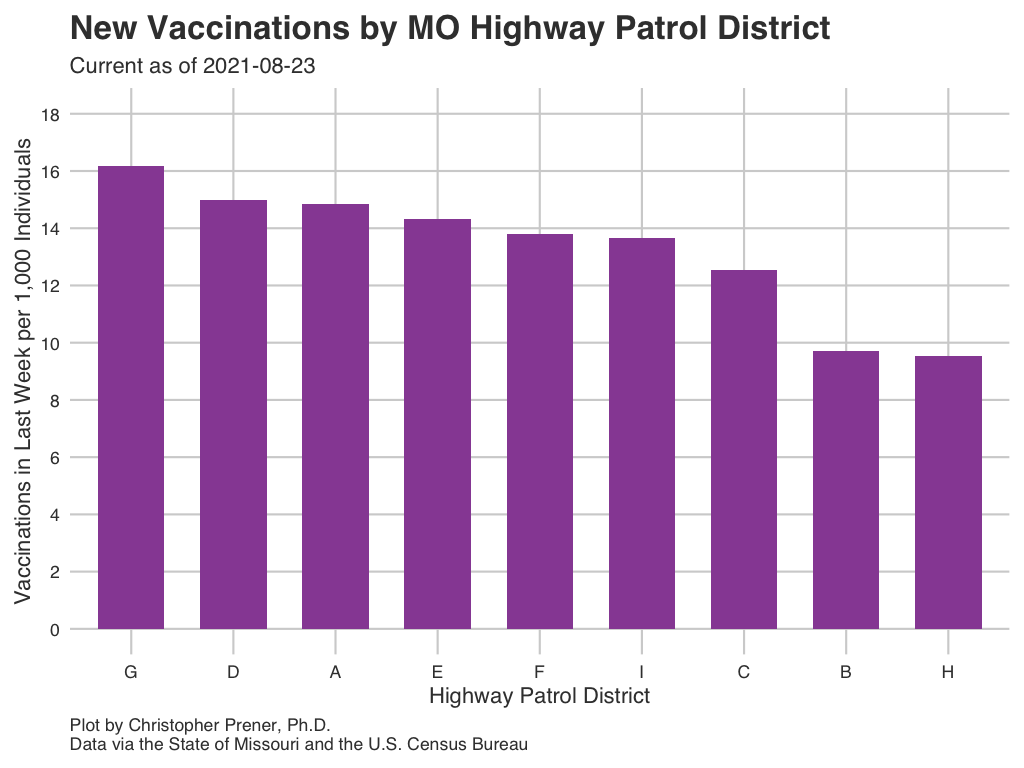 New Vaccinations by MO Highway Patrol District
Current as of 2021-08-23
Vaccinations in Last Week per 1,000 Individuals
18
16
14
12
10
8
6
4
2
0
G D A E F I C B H
Highway Patrol District
Plot by Christopher Prener, Ph.D.
Data via the State of Missouri and the U.S. Census Bureau